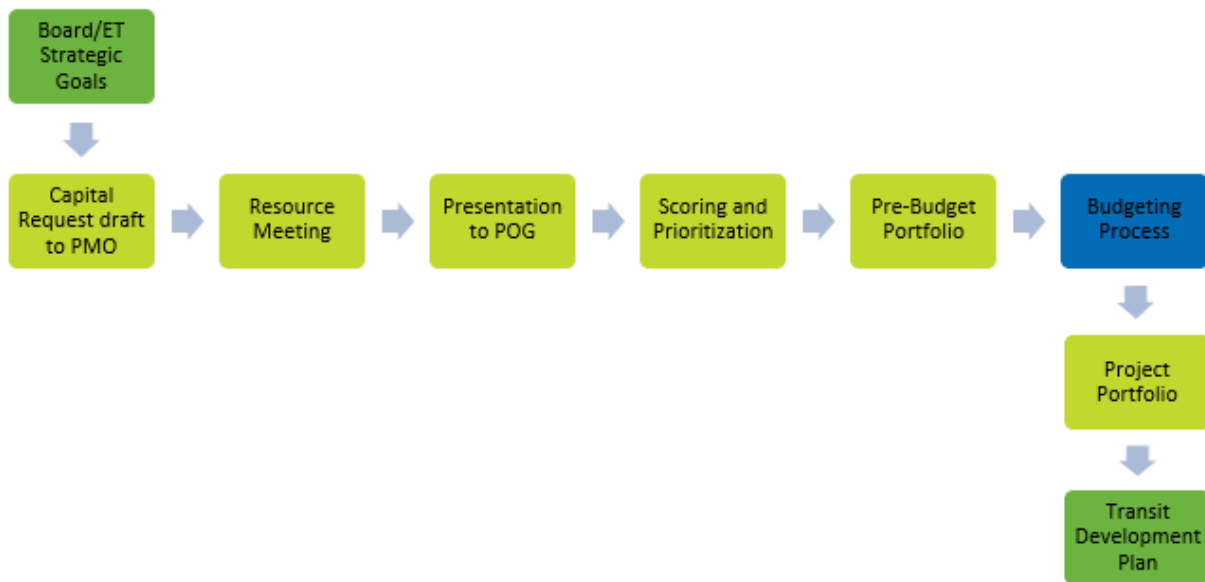 Board/ET
Strategic
Goals
Capital
Request draft
to PMO
Resource
Meeting
Presentation
to POG
Scoring and
Prioritization
Pre-Budget
Portfolio
Budgeting
Process
Project
Portfolio
Transit
Development
Plan